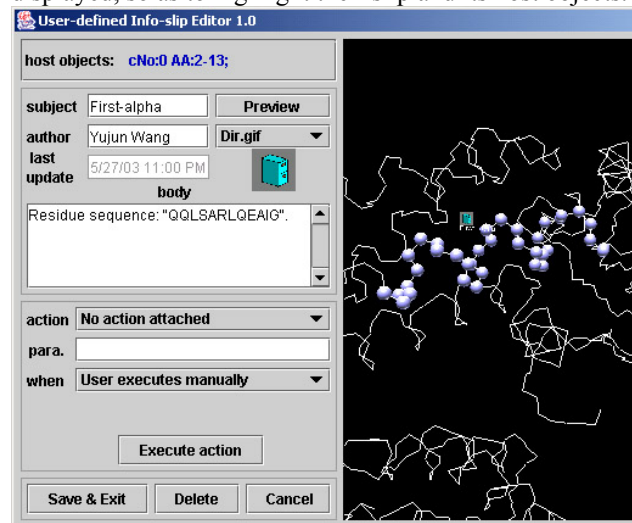 displayed, so as to highlight the i-slip and its host objects.
User-defined Info-slip Editor 1.0
host objects: cNo:0 AA:2-13;
subject First-alpha Preview
author Yujun Wang Dir.gif
last update 5/27/03 11:00 PM
body
Residue sequence: "QQLSARLQEAIG".
action No action attached
para.
when User executes manually
Execute action
Save & Exit Delete Cancel